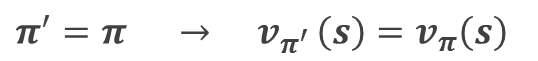 π′ = π → v_π′(s) = v_π(s)